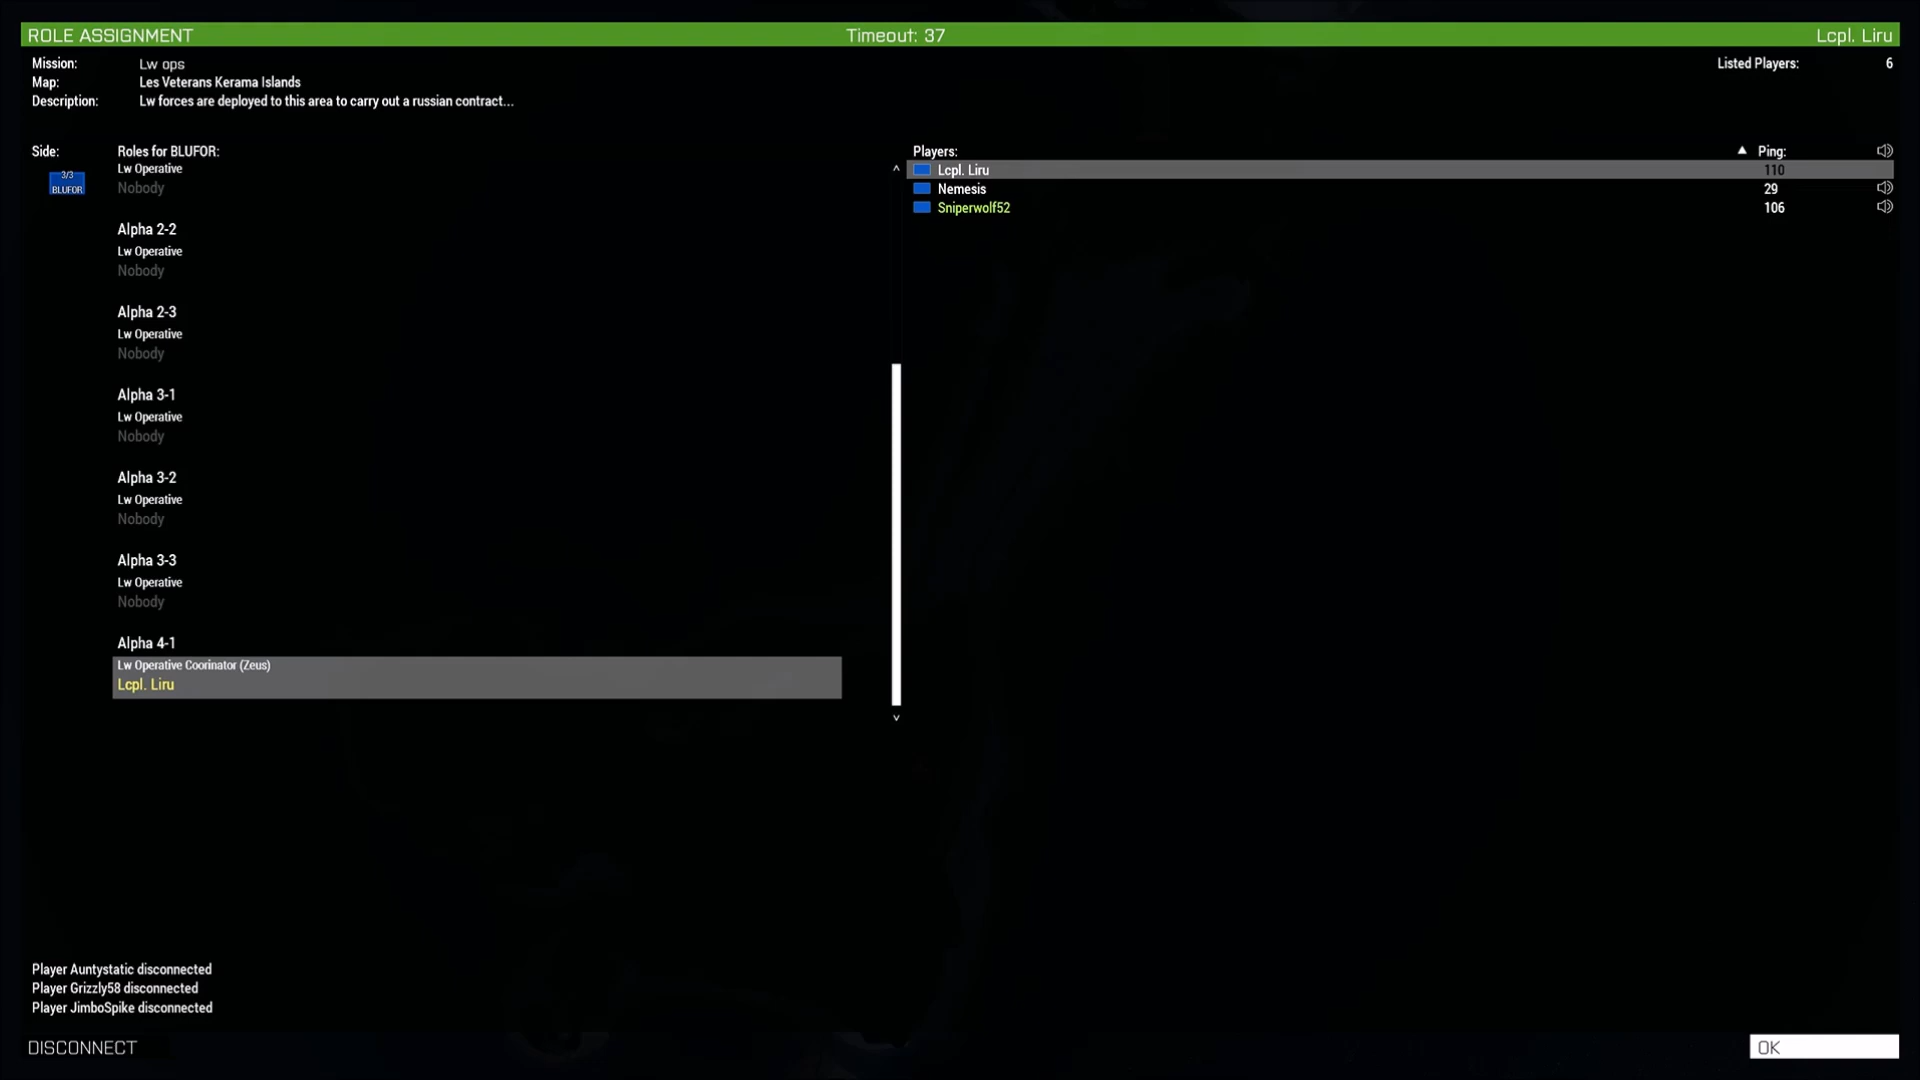 ROLE ASSIGNMENT Timeout: 37 Lcpl. Liru
Mission: Lw ops Listed Players: 6
Map: Les Veterans Kerama Islands
Description: Lw forces are deployed to this area to carry out a russian contract...
Side: Roles for BLUFOR: Players: Ping:
Lw Operative
Lcpl. Liru 110
3/3
BLUFOR
Nobody
Nemesis 29
Sniperwolf52 106
Alpha 2-2
Lw Operative
Nobody
Alpha 2-3
Lw Operative
Nobody
Alpha 3-1
Lw Operative
Nobody
Alpha 3-2
Lw Operative
Nobody
Alpha 3-3
Lw Operative
Nobody
Alpha 4-1
Lw Operative Coorinator (Zeus)
Lcpl. Liru
Player Auntystatic disconnected
Player Grizzly58 disconnected
Player JimboSpike disconnected
DISCONNECT OK